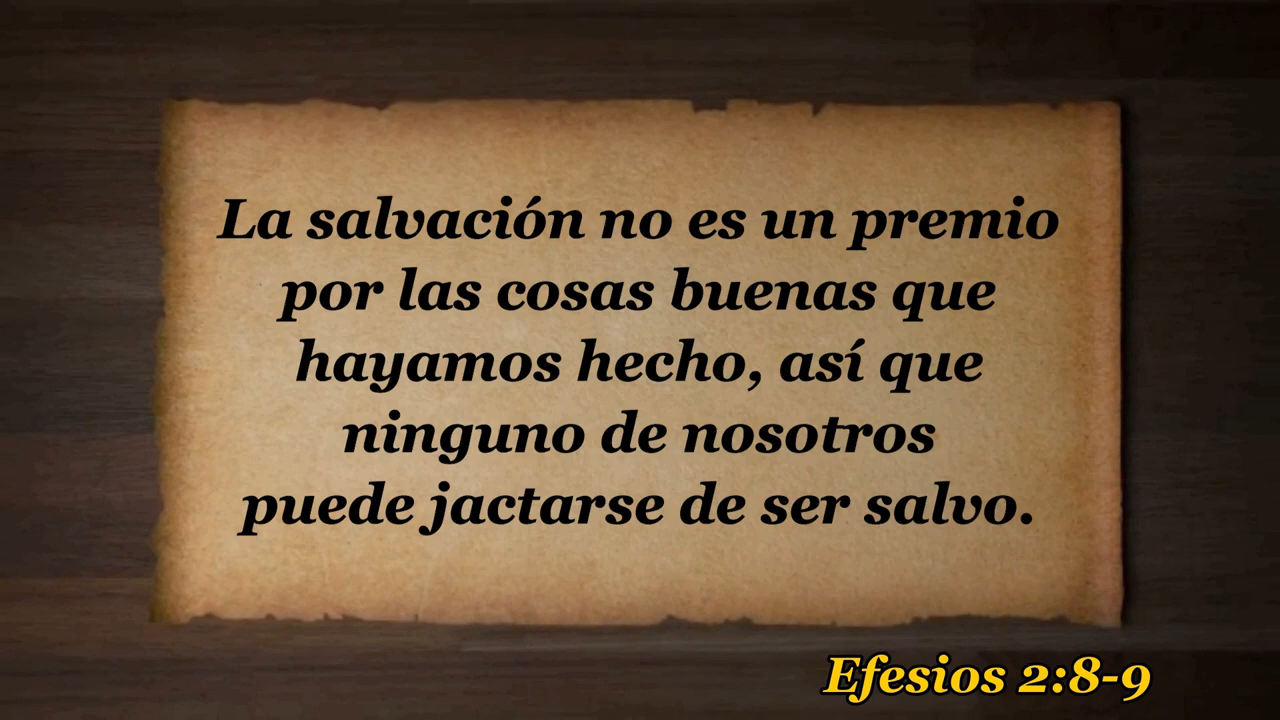 La salvación no es un premio
por las cosas buenas que
hayamos hecho, así que
ninguno de nosotros
puede jactarse de ser salvo.
Efesios 2:8-9